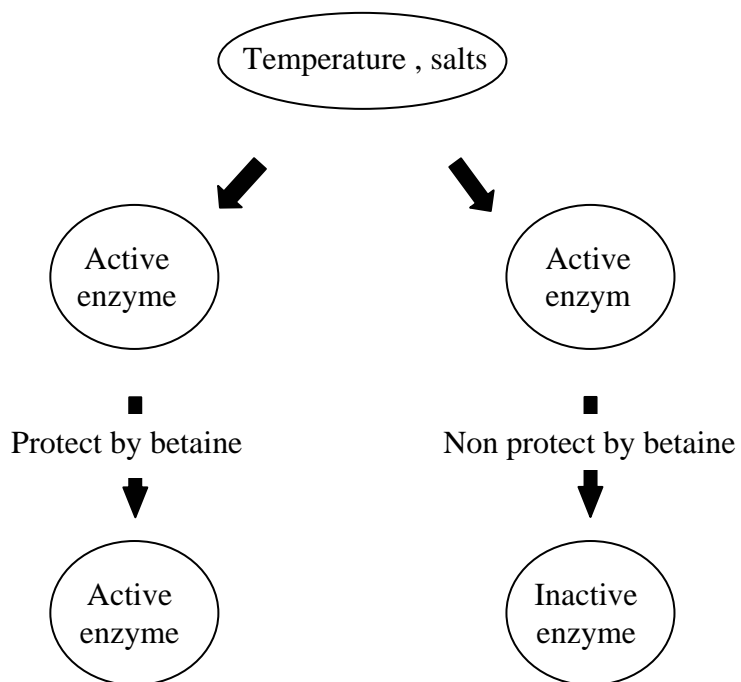 Temperature , salts
Active
enzyme
Active
enzym
Protect by betaine
Non protect by betaine
Active
enzyme
Inactive
enzyme